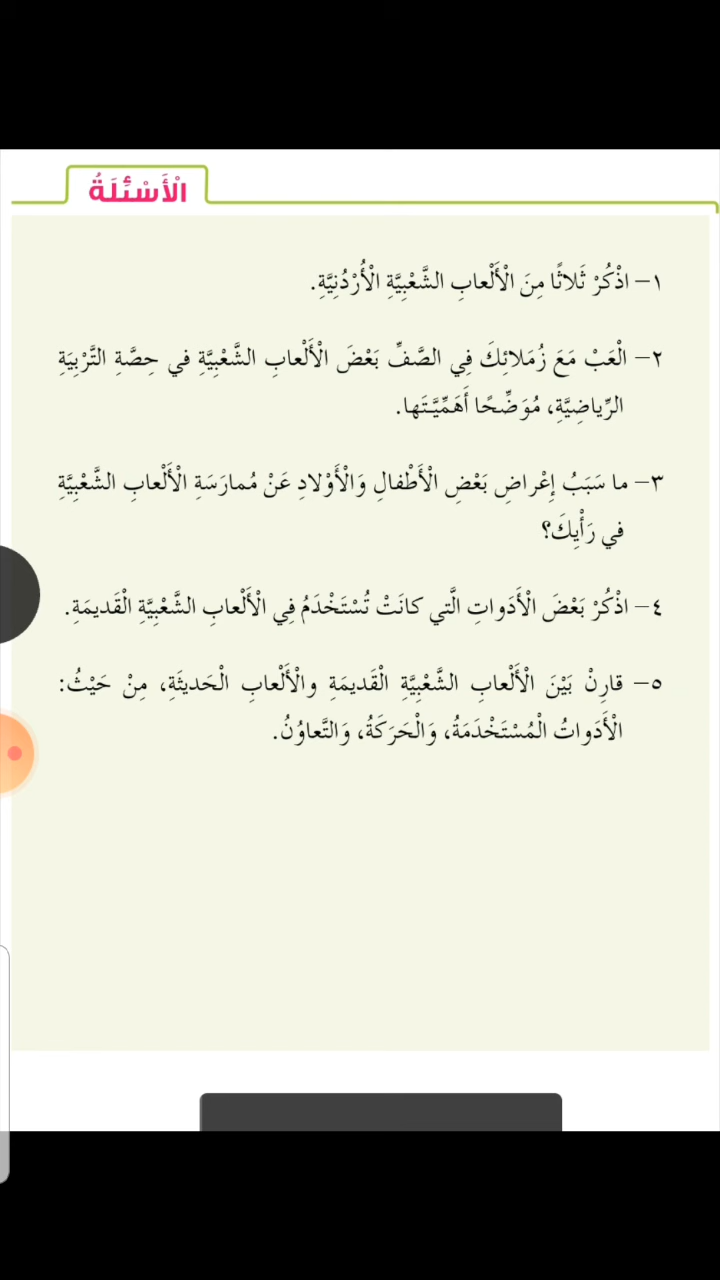 الْأَسْئِلَةُ
١- اذْكُرْ ثَلاثًا مِنَ الْأَلْعابِ الشَّعْبِيَّةِ الْأُرْدُنِيَّةِ.
٢- الْعَبْ مَعَ زُمَلائِكَ فِي الصَّفِّ بَعْضَ الْأَلْعابِ الشَّعْبِيَّةِ في حِصَّةِ التَّرْبِيَةِ
الرِّياضِيَّةِ، مُوَضِّحًا أَهَمِّيَّتَها.
٣- ما سَبَبُ إِعْراضِ بَعْضِ الْأَطْفالِ وَالْأَوْلادِ عَنْ مُمارَسَةِ الْأَلْعابِ الشَّعْبِيَّةِ
في رَأْيِكَ؟
٤- اذْكُرْ بَعْضَ الْأَدَواتِ الَّتي كانَتْ تُسْتَخْدَمُ فِي الْأَلْعابِ الشَّعْبِيَّةِ الْقَديمَةِ.
٥- قارِنْ بَيْنَ الْأَلْعابِ الشَّعْبِيَّةِ الْقَديمَةِ والْأَلْعابِ الْحَديثَةِ، مِنْ حَيْثُ:
الْأَدَواتُ الْمُسْتَخْدَمَةُ، وَالْحَرَكَةُ، وَالتَّعاوُنُ.